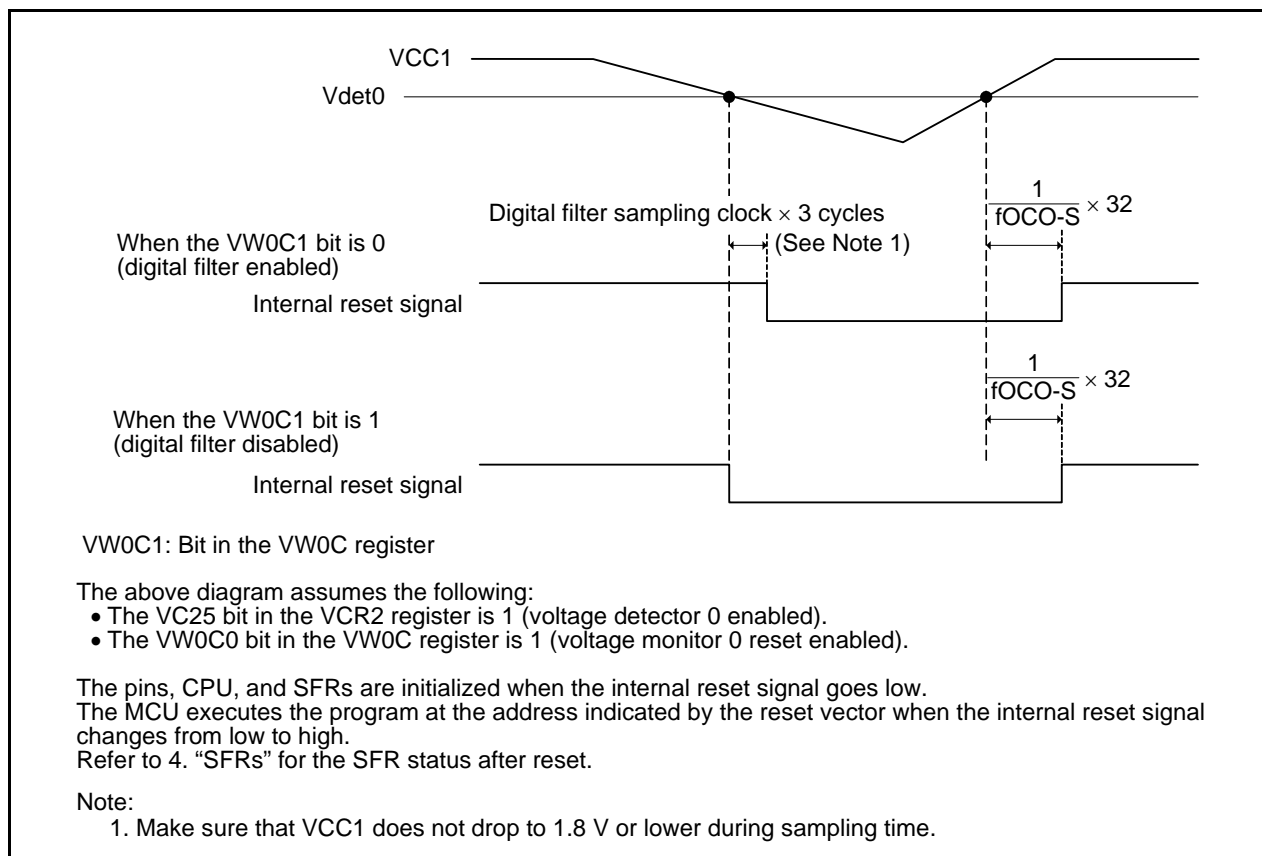 VCC1
Vdet0
Digital filter sampling clock × 3 cycles
(See Note 1)
1
fOCO-S
× 32
When the VW0C1 bit is 0
(digital filter enabled)
Internal reset signal
1
fOCO-S
× 32
When the VW0C1 bit is 1
(digital filter disabled)
Internal reset signal
VW0C1: Bit in the VW0C register
The above diagram assumes the following:
• The VC25 bit in the VCR2 register is 1 (voltage detector 0 enabled).
• The VW0C0 bit in the VW0C register is 1 (voltage monitor 0 reset enabled).
The pins, CPU, and SFRs are initialized when the internal reset signal goes low.
The MCU executes the program at the address indicated by the reset vector when the internal reset signal
changes from low to high.
Refer to 4. “SFRs” for the SFR status after reset.
Note:
1. Make sure that VCC1 does not drop to 1.8 V or lower during sampling time.